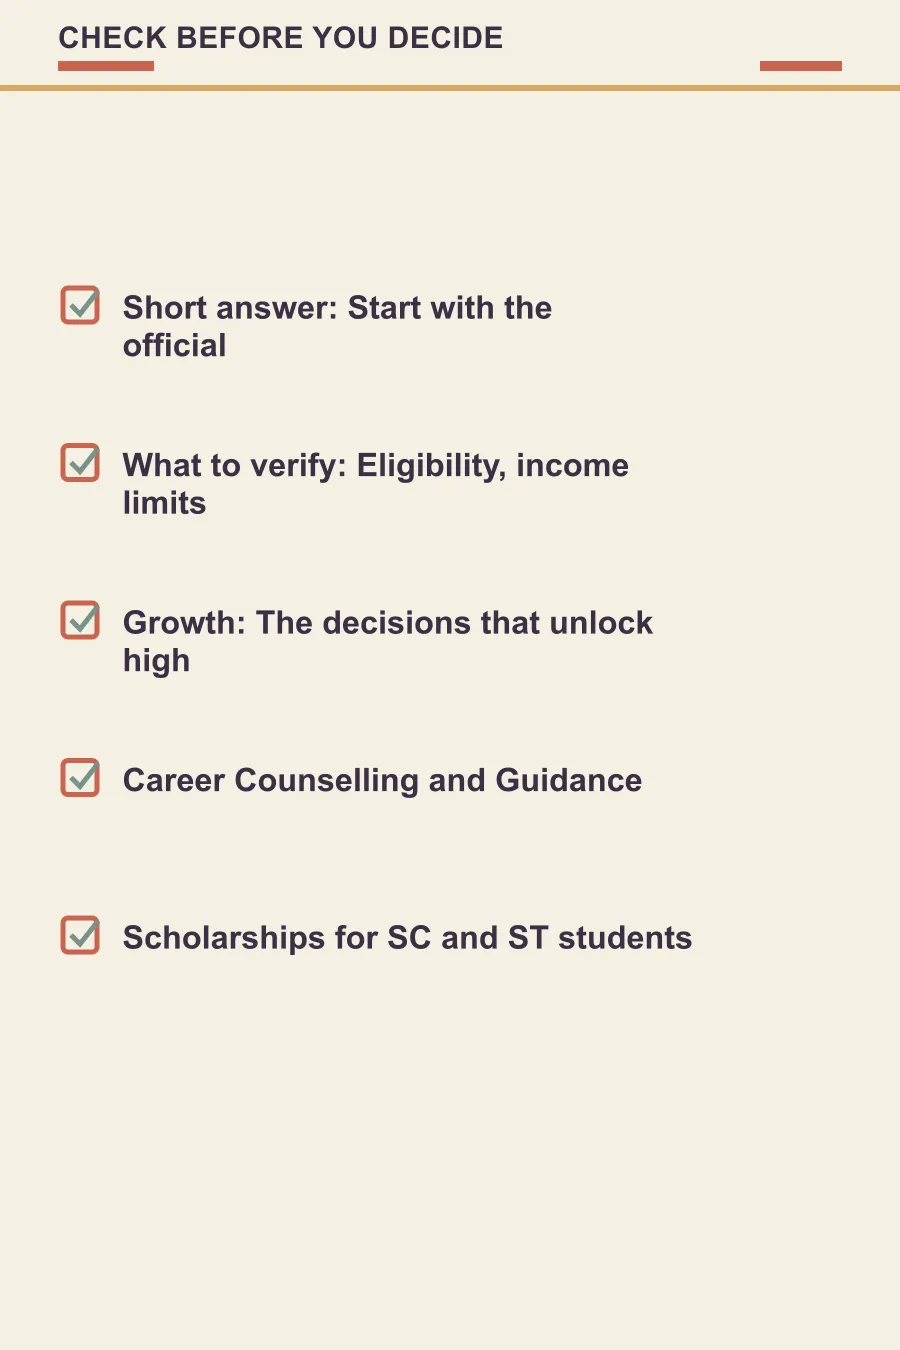 CHECK BEFORE YOU DECIDE
Short answer: Start with the
official
What to verify: Eligibility, income
limits
Growth: The decisions that unlock
high
Career Counselling and Guidance
Scholarships for SC and ST students